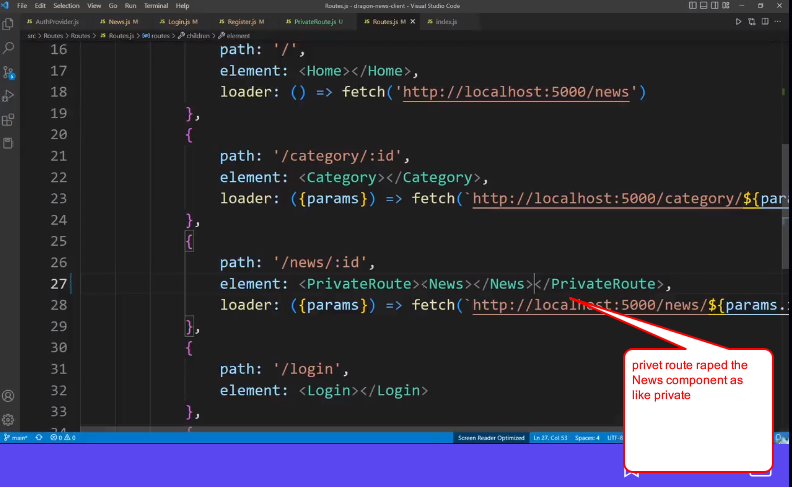 File Edit Selection View Go Run Terminal Help
Routes.js - dragon-news-client - Visual Studio Code
AuthProvider.js News.js M Login.js M Register.js M PrivateRoute.js U Routes.js M index.js
src > Routes > Routes > Routes.js > routes > children > element
16 path: '/',
17 element: <Home></Home>,
18 loader: () => fetch('http://localhost:5000/news')
19 },
20 {
21 path: '/category/:id',
22 element: <Category></Category>,
23 loader: ({params}) => fetch(`http://localhost:5000/category/${para
24 },
25 {
26 path: '/news/:id',
27 element: <PrivateRoute><News></News></PrivateRoute>,
28 loader: ({params}) => fetch(`http://localhost:5000/news/${params.i
29 },
30 {
31 path: '/login',
32 element: <Login></Login>
33 },
privet route raped the
News component as
like private
main* 0 0 Screen Reader Optimized Ln 27, Col 53 Spaces: 4 UTF-8